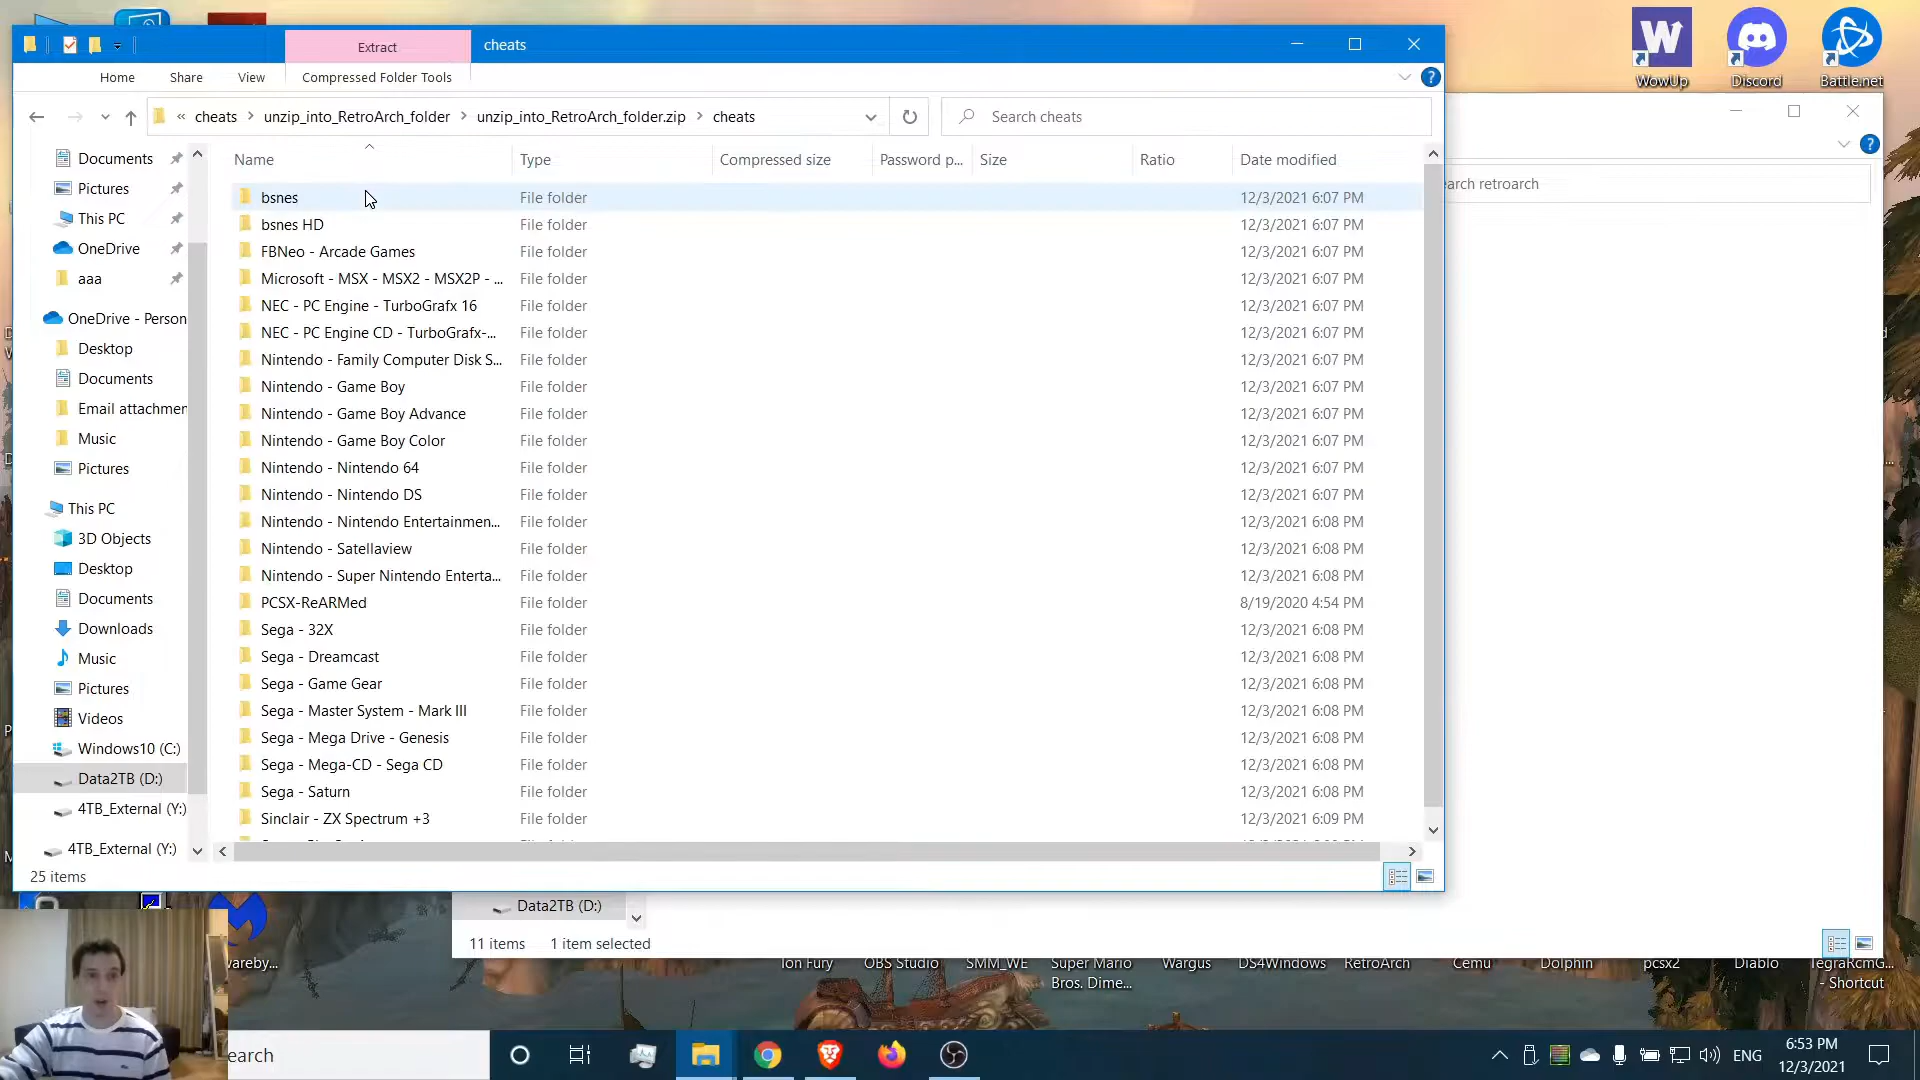 Extract
cheats
Home
Share
View
Compressed Folder Tools
« cheats > unzip_into_RetroArch_folder > unzip_into_RetroArch_folder.zip > cheats
Search cheats
Name
Type
Compressed size
Password p...
Size
Ratio
Date modified
bsnes File folder 12/3/2021 6:07 PM
bsnes HD File folder 12/3/2021 6:07 PM
FBNeo - Arcade Games File folder 12/3/2021 6:07 PM
Microsoft - MSX - MSX2 - MSX2P - ... File folder 12/3/2021 6:07 PM
NEC - PC Engine - TurboGrafx 16 File folder 12/3/2021 6:07 PM
NEC - PC Engine CD - TurboGrafx-... File folder 12/3/2021 6:07 PM
Nintendo - Family Computer Disk S... File folder 12/3/2021 6:07 PM
Nintendo - Game Boy File folder 12/3/2021 6:07 PM
Nintendo - Game Boy Advance File folder 12/3/2021 6:07 PM
Nintendo - Game Boy Color File folder 12/3/2021 6:07 PM
Nintendo - Nintendo 64 File folder 12/3/2021 6:07 PM
Nintendo - Nintendo DS File folder 12/3/2021 6:07 PM
Nintendo - Nintendo Entertainmen... File folder 12/3/2021 6:08 PM
Nintendo - Satellaview File folder 12/3/2021 6:08 PM
Nintendo - Super Nintendo Enterta... File folder 12/3/2021 6:08 PM
PCSX-ReARMed File folder 8/19/2020 4:54 PM
Sega - 32X File folder 12/3/2021 6:08 PM
Sega - Dreamcast File folder 12/3/2021 6:08 PM
Sega - Game Gear File folder 12/3/2021 6:08 PM
Sega - Master System - Mark III File folder 12/3/2021 6:08 PM
Sega - Mega Drive - Genesis File folder 12/3/2021 6:08 PM
Sega - Mega-CD - Sega CD File folder 12/3/2021 6:08 PM
Sega - Saturn File folder 12/3/2021 6:08 PM
Sinclair - ZX Spectrum +3 File folder 12/3/2021 6:09 PM
Documents
Pictures
This PC
OneDrive
aaa
OneDrive - Person
Desktop
Documents
Email attachmen
Music
Pictures
This PC
3D Objects
Desktop
Documents
Downloads
Music
Pictures
Videos
Windows10 (C:)
Data2TB (D:)
4TB_External (Y:)
4TB_External (Y:)
25 items
WowUp
Discord
Battle.net
earch retroarch
Data2TB (D:)
11 items 1 item selected
wareby...
Ion Fury
OBS Studio
SMM_WE
Super Mario
Bros. Dime...
Wargus
DS4Windows
RetroArch
Cemu
Dolphin
pcsx2
Diablo
TegraRcmG...
- Shortcut
earch
ENG
6:53 PM
12/3/2021